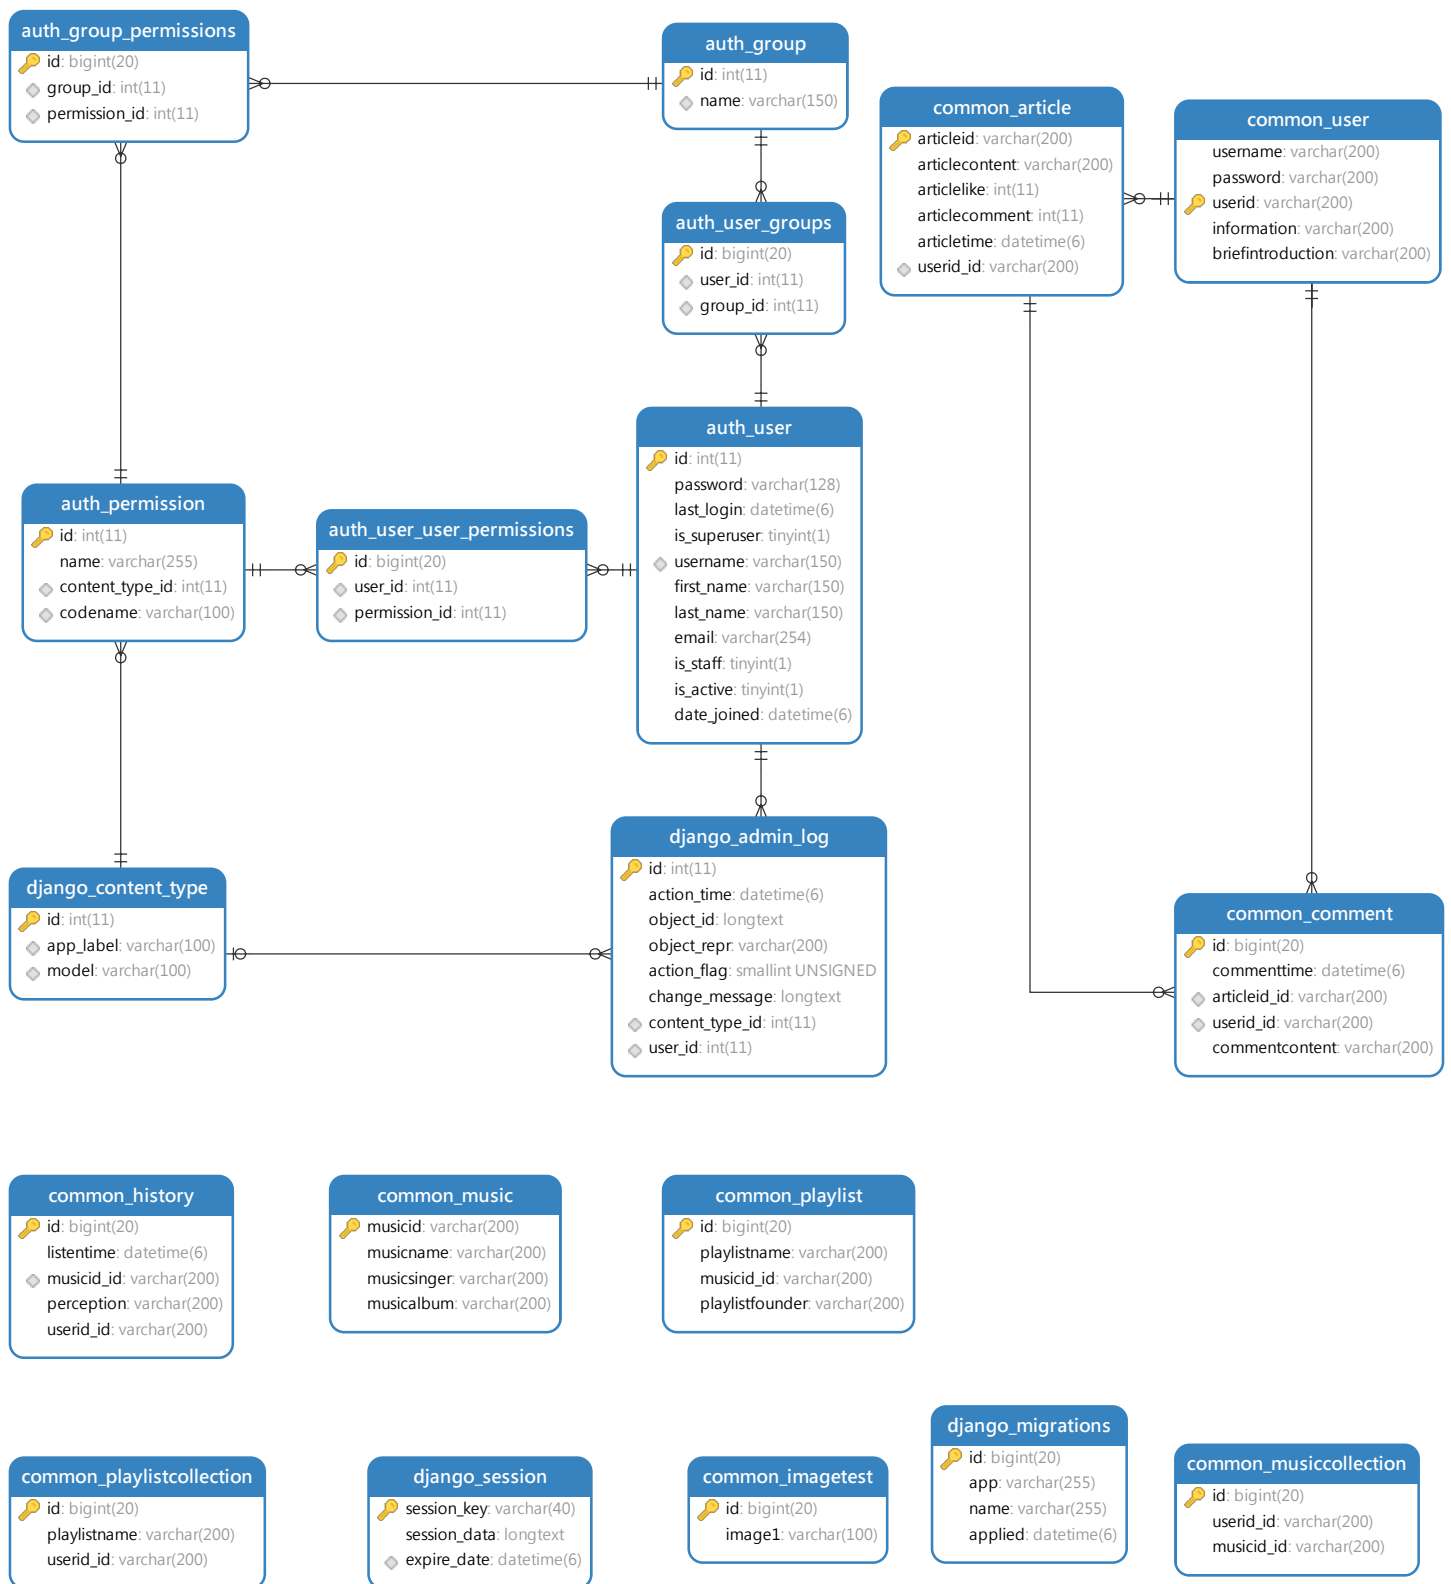 auth_group_permissions
id: bigint(20)
group_id: int(11)
permission_id: int(11)
auth_group
id: int(11)
name: varchar(150)
common_article
articleid: varchar(200)
articlecontent: varchar(200)
articlelike: int(11)
articlecomment: int(11)
articletime: datetime(6)
userid_id: varchar(200)
common_user
username: varchar(200)
password: varchar(200)
userid: varchar(200)
information: varchar(200)
briefintroduction: varchar(200)
auth_user_groups
id: bigint(20)
user_id: int(11)
group_id: int(11)
auth_user
id: int(11)
password: varchar(128)
last_login: datetime(6)
is_superuser: tinyint(1)
username: varchar(150)
first_name: varchar(150)
last_name: varchar(150)
email: varchar(254)
is_staff: tinyint(1)
is_active: tinyint(1)
date_joined: datetime(6)
auth_permission
id: int(11)
name: varchar(255)
content_type_id: int(11)
codename: varchar(100)
auth_user_user_permissions
id: bigint(20)
user_id: int(11)
permission_id: int(11)
django_content_type
id: int(11)
app_label: varchar(100)
model: varchar(100)
django_admin_log
id: int(11)
action_time: datetime(6)
object_id: longtext
object_repr: varchar(200)
action_flag: smallint UNSIGNED
change_message: longtext
content_type_id: int(11)
user_id: int(11)
common_comment
id: bigint(20)
commenttime: datetime(6)
articleid_id: varchar(200)
userid_id: varchar(200)
commentcontent: varchar(200)
common_history
id: bigint(20)
listentime: datetime(6)
musicid_id: varchar(200)
perception: varchar(200)
userid_id: varchar(200)
common_music
musicid: varchar(200)
musicname: varchar(200)
musicsinger: varchar(200)
musicalbum: varchar(200)
common_playlist
id: bigint(20)
playlistname: varchar(200)
musicid_id: varchar(200)
playlistfounder: varchar(200)
common_playlistcollection
id: bigint(20)
playlistname: varchar(200)
userid_id: varchar(200)
django_session
session_key: varchar(40)
session_data: longtext
expire_date: datetime(6)
common_imagetest
id: bigint(20)
image1: varchar(100)
django_migrations
id: bigint(20)
app: varchar(255)
name: varchar(255)
applied: datetime(6)
common_musiccollection
id: bigint(20)
userid_id: varchar(200)
musicid_id: varchar(200)